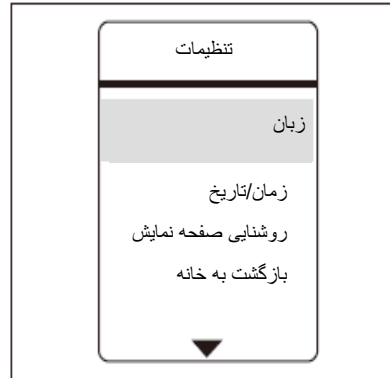 تنظیمات
زبان
زمان/تاریخ
روشنایی صفحه نمایش
بازگشت به خانه